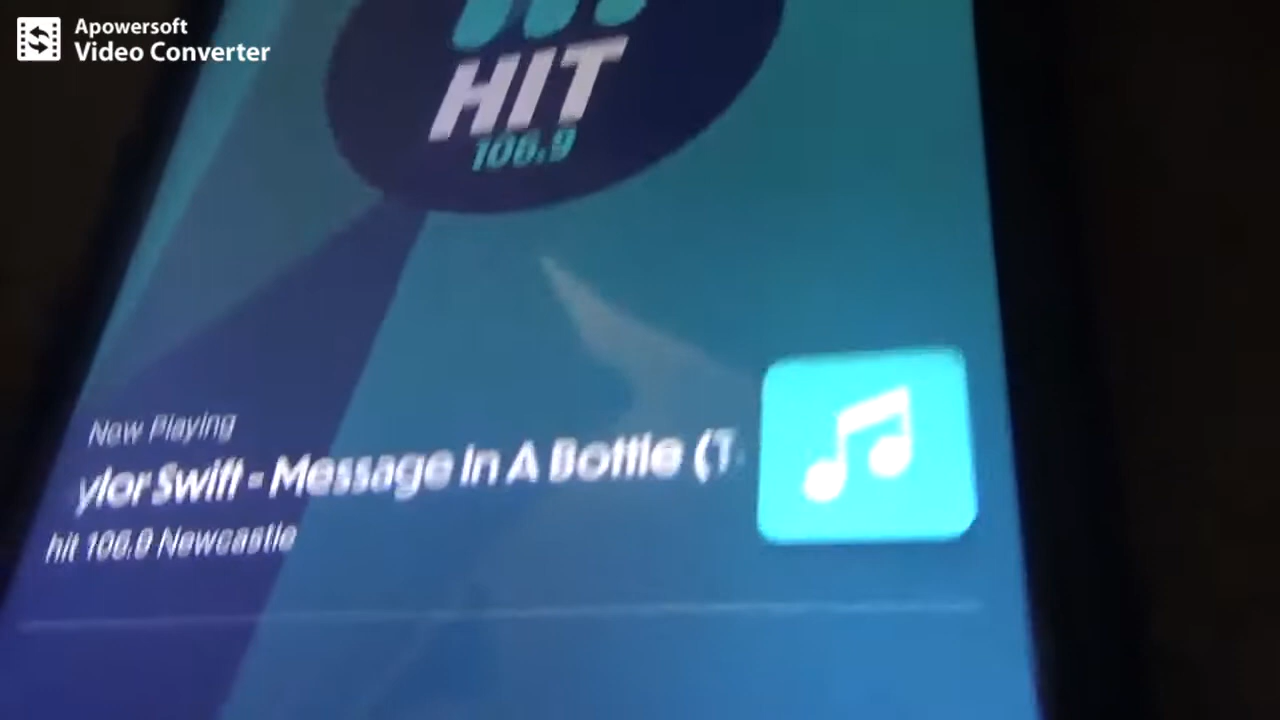 Apowersoft
Video Converter
HIT
106.9
Now Playing
ylor Swift - Message In A Bottle (T
hit 106.9 Newcastle